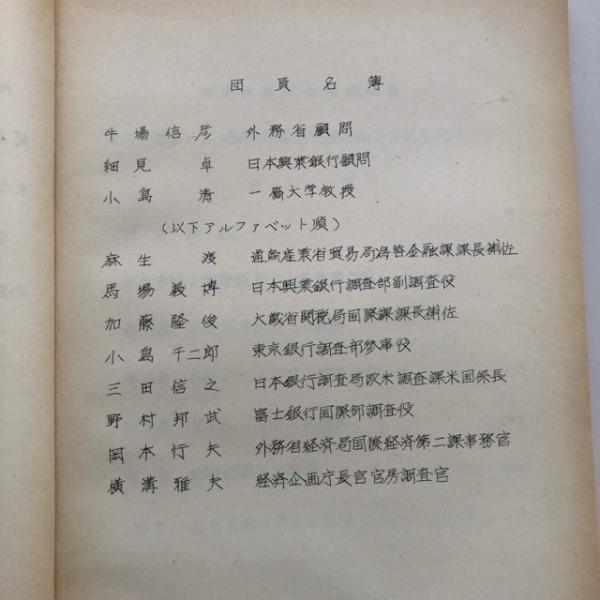 団員名簿
牛場信彦 外務省顧問
細見卓 日本興業銀行顧問
小島清 一橋大学教授
(以下アルファベット順)
麻生渡 通商産業省貿易局為替金融課課長補佐
馬場義博 日本興業銀行調査部副調査役
加藤隆俊 大蔵省関税局国際課課長補佐
小島千二郎 東京銀行調査部参事役
三田信之 日本銀行調査局欧米調査課米国係長
野村邦武 富士銀行国際部調査役
岡本行夫 外務省経済局国際経済第二課事務官
横溝雅夫 経済企画庁長官官房調査官